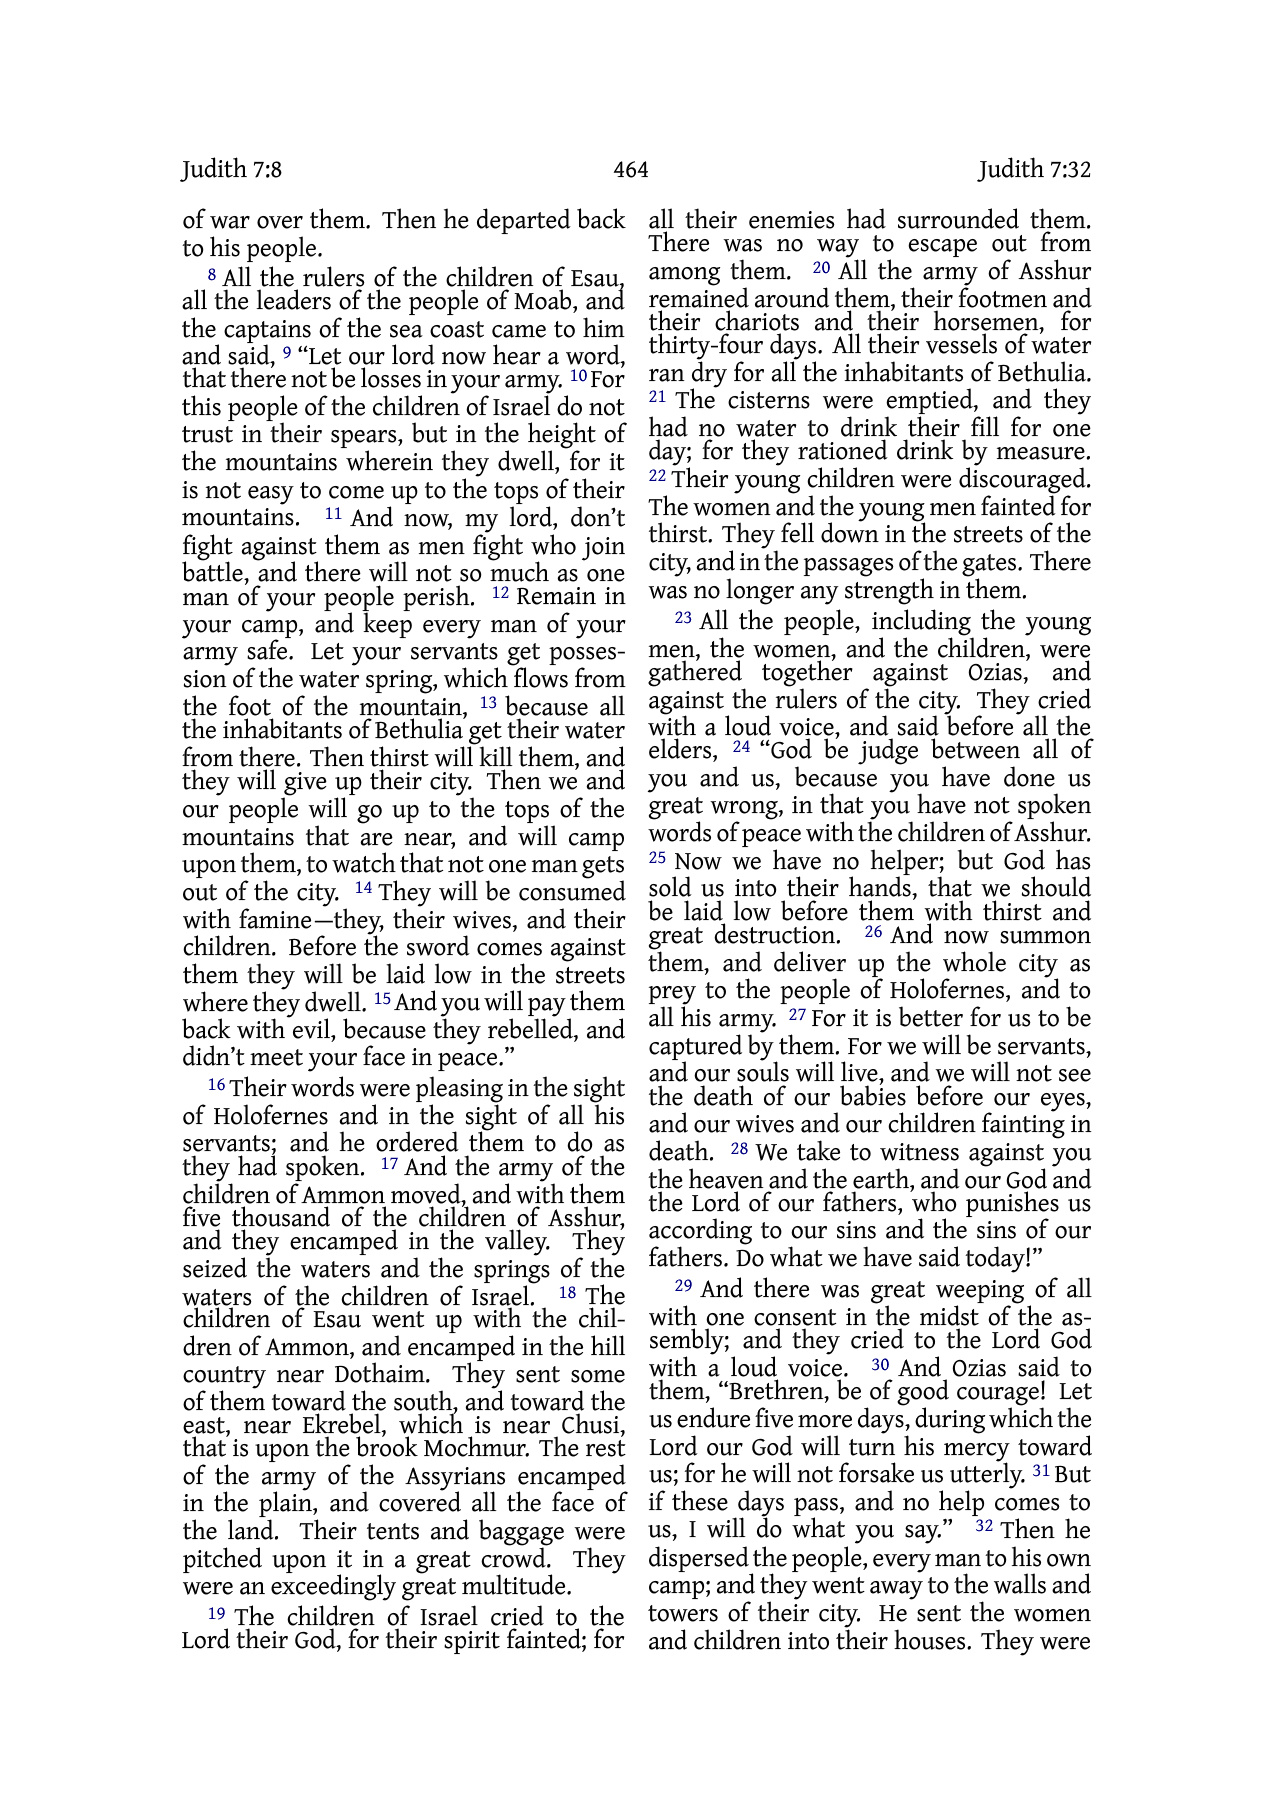 Judith 7:8
464
Judith 7:32
of war over them. Then he departed back
to his people.
8 All the rulers of the children of Esau,
all the leaders of the people of Moab, and
the captains of the sea coast came to him
and said, 9 “Let our lord now hear a word,
that there not be losses in your army. 10 For
this people of the children of Israel do not
trust in their spears, but in the height of
the mountains wherein they dwell, for it
is not easy to come up to the tops of their
mountains. 11 And now, my lord, don’t
fight against them as men fight who join
battle, and there will not so much as one
man of your people perish. 12 Remain in
your camp, and keep every man of your
army safe. Let your servants get posses-
sion of the water spring, which flows from
the foot of the mountain, 13 because all
the inhabitants of Bethulia get their water
from there. Then thirst will kill them, and
they will give up their city. Then we and
our people will go up to the tops of the
mountains that are near, and will camp
upon them, to watch that not one man gets
out of the city. 14 They will be consumed
with famine—they, their wives, and their
children. Before the sword comes against
them they will be laid low in the streets
where they dwell. 15 And you will pay them
back with evil, because they rebelled, and
didn’t meet your face in peace.”
16 Their words were pleasing in the sight
of Holofernes and in the sight of all his
servants; and he ordered them to do as
they had spoken. 17 And the army of the
children of Ammon moved, and with them
five thousand of the children of Asshur,
and they encamped in the valley. They
seized the waters and the springs of the
waters of the children of Israel. 18 The
children of Esau went up with the chil-
dren of Ammon, and encamped in the hill
country near Dothaim. They sent some
of them toward the south, and toward the
east, near Ekrebel, which is near Chusi,
that is upon the brook Mochmur. The rest
of the army of the Assyrians encamped
in the plain, and covered all the face of
the land. Their tents and baggage were
pitched upon it in a great crowd. They
were an exceedingly great multitude.
19 The children of Israel cried to the
Lord their God, for their spirit fainted; for
all their enemies had surrounded them.
There was no way to escape out from
among them. 20 All the army of Asshur
remained around them, their footmen and
their chariots and their horsemen, for
thirty-four days. All their vessels of water
ran dry for all the inhabitants of Bethulia.
21 The cisterns were emptied, and they
had no water to drink their fill for one
day; for they rationed drink by measure.
22 Their young children were discouraged.
The women and the young men fainted for
thirst. They fell down in the streets of the
city, and in the passages of the gates. There
was no longer any strength in them.
23 All the people, including the young
men, the women, and the children, were
gathered together against Ozias, and
against the rulers of the city. They cried
with a loud voice, and said before all the
elders, 24 “God be judge between all of
you and us, because you have done us
great wrong, in that you have not spoken
words of peace with the children of Asshur.
25 Now we have no helper; but God has
sold us into their hands, that we should
be laid low before them with thirst and
great destruction. 26 And now summon
them, and deliver up the whole city as
prey to the people of Holofernes, and to
all his army. 27 For it is better for us to be
captured by them. For we will be servants,
and our souls will live, and we will not see
the death of our babies before our eyes,
and our wives and our children fainting in
death. 28 We take to witness against you
the heaven and the earth, and our God and
the Lord of our fathers, who punishes us
according to our sins and the sins of our
fathers. Do what we have said today!”
29 And there was great weeping of all
with one consent in the midst of the as-
sembly; and they cried to the Lord God
with a loud voice. 30 And Ozias said to
them, “Brethren, be of good courage! Let
us endure five more days, during which the
Lord our God will turn his mercy toward
us; for he will not forsake us utterly. 31 But
if these days pass, and no help comes to
us, I will do what you say.” 32 Then he
dispersed the people, every man to his own
camp; and they went away to the walls and
towers of their city. He sent the women
and children into their houses. They were